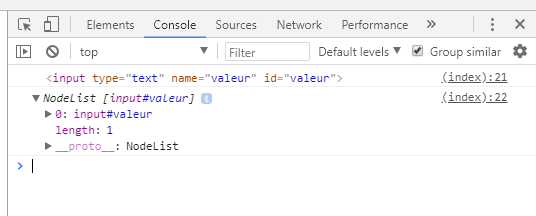 Elements Console Sources Network Performance »
top Filter Default levels Group similar
<input type="text" name="valeur" id="valeur"> (index):21
NodeList [input#valeur] i (index):22
0: input#valeur
length: 1
__proto__: NodeList
>